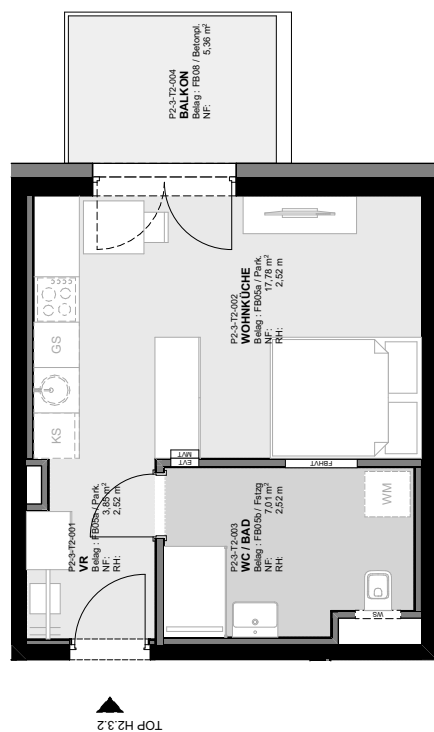 P2-3-T2-004
BALKON
Belag : FB08 / Betonpl.
NF: 5,36 m²
P2-3-T2-002
WOHNKÜCHE
Belag : FB05a / Park.
NF: 17,78 m²
RH: 2,52 m
GS
KS
MVT
EVT
FBHVT
P2-3-T2-001
VR
Belag : FB05a / Park.
NF: 3,85 m²
RH: 2,52 m
P2-3-T2-003
WC / BAD
Belag : FB05b / Fstzg
NF: 7,01 m²
RH: 2,52 m
WM
WS
TOP H2.3.2